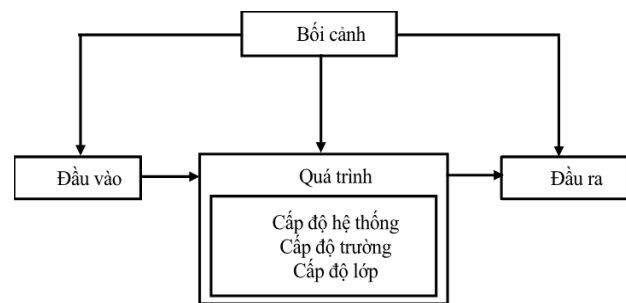 Bối cảnh
Đầu vào
Quá trình
Đầu ra
Cấp độ hệ thống
Cấp độ trường
Cấp độ lớp